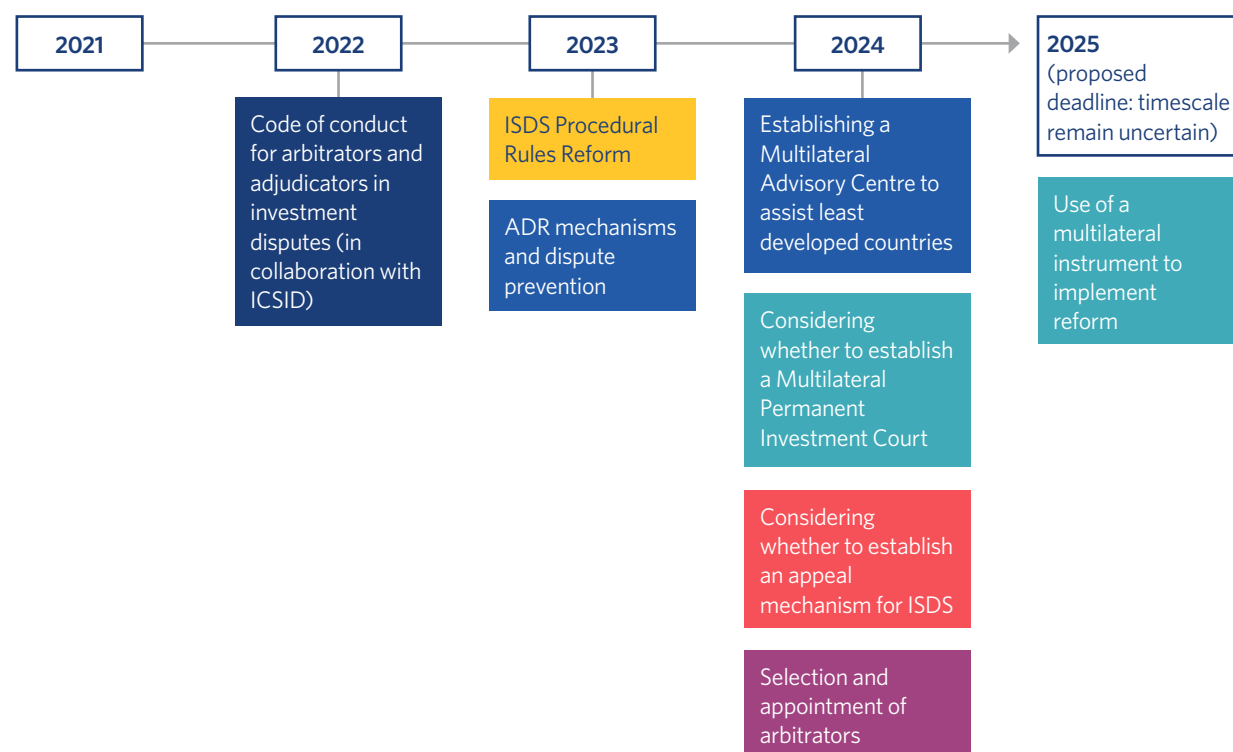 2021
2022
2023
2024
2025
(proposed
deadline: timescale
remain uncertain)
Code of conduct
for arbitrators and
adjudicators in
investment
disputes (in
collaboration with
ICSID)
ISDS Procedural
Rules Reform
ADR mechanisms
and dispute
prevention
Establishing a
Multilateral
Advisory Centre to
assist least
developed countries
Considering
whether to establish
a Multilateral
Permanent
Investment Court
Considering
whether to establish
an appeal
mechanism for ISDS
Selection and
appointment of
arbitrators
Use of a
multilateral
instrument to
implement
reform